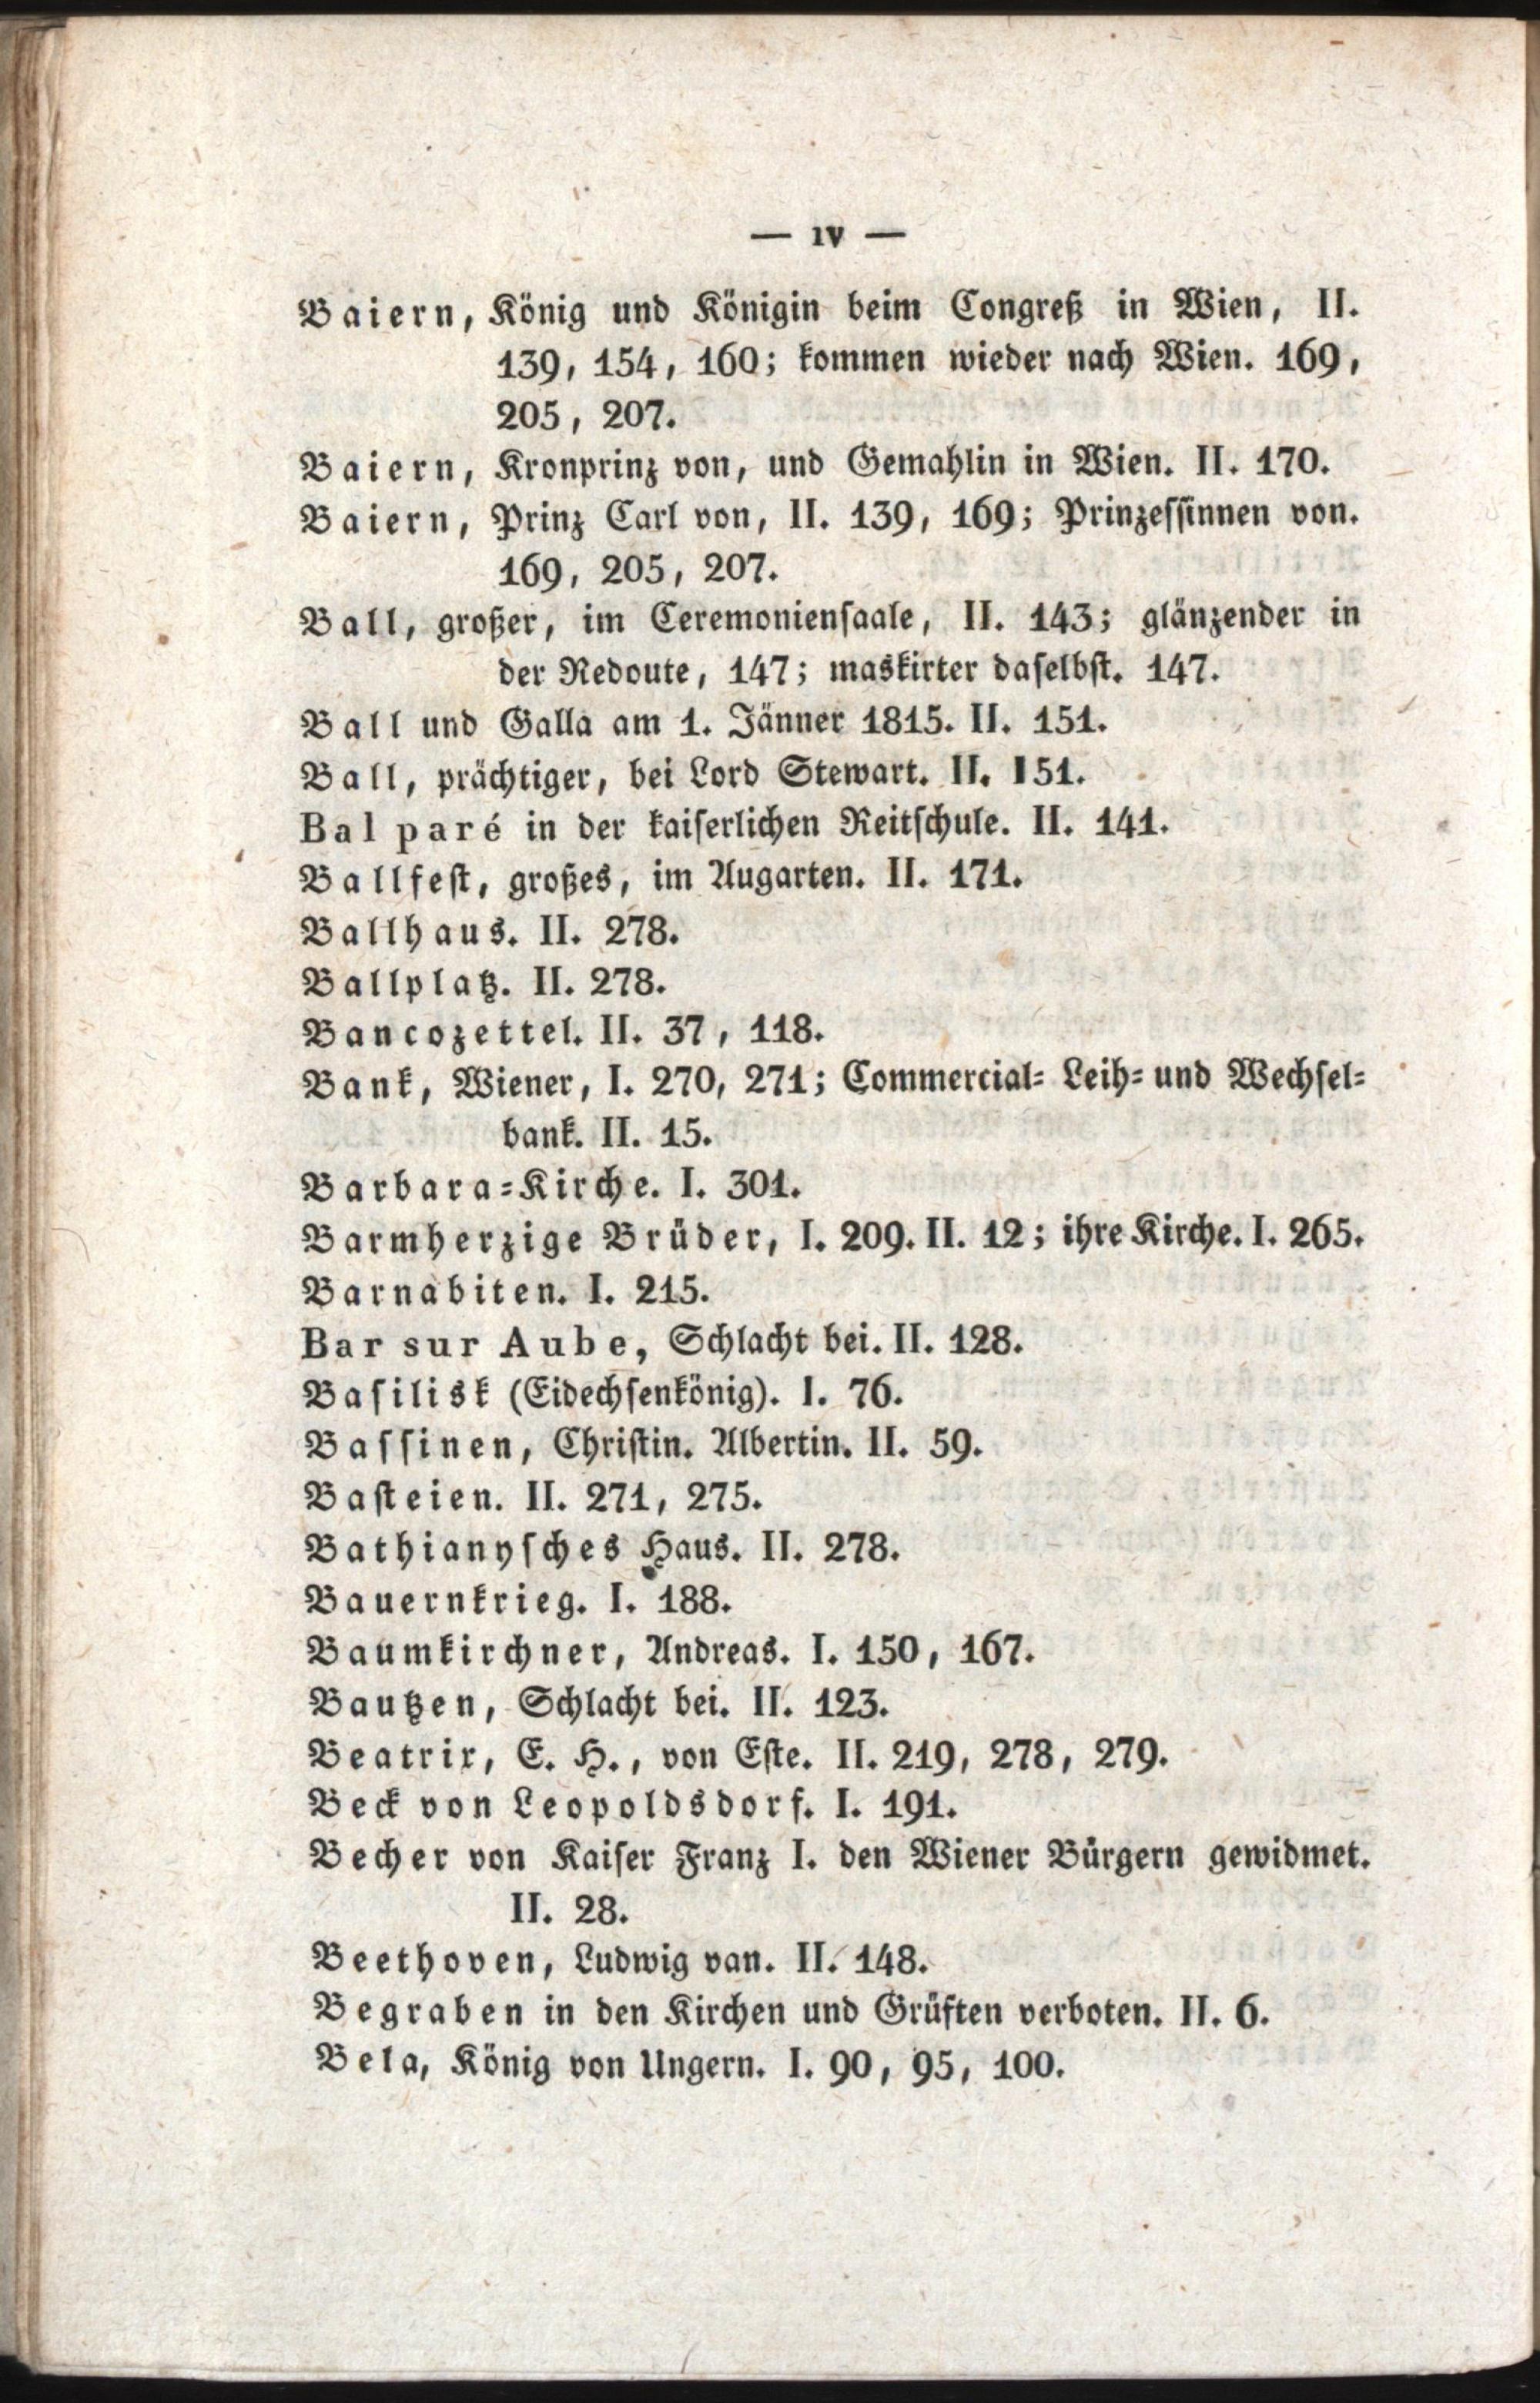 — IV —
Baiern, König und Königin beim Congreß in Wien, II.
139, 154, 160; kommen wieder nach Wien. 169,
205, 207.
Baiern, Kronprinz von, und Gemahlin in Wien. II. 170.
Baiern, Prinz Carl von, II. 139, 169; Prinzessinnen von.
169, 205, 207.
Ball, großer, im Ceremoniensaale, II. 143; glänzender in
der Redoute, 147; maskirter daselbst. 147.
Ball und Galla am 1. Jänner 1815. II. 151.
Ball, prächtiger, bei Lord Stewart. II. 151.
Bal paré in der kaiserlichen Reitschule. II. 141.
Ballfest, großes, im Augarten. II. 171.
Ballhaus. II. 278.
Ballplatz. II. 278.
Bancozettel. II. 37, 118.
Bank, Wiener, I. 270, 271; Commercial- Leih- und Wechsel-
bank. II. 15.
Barbara-Kirche. I. 301.
Barmherzige Brüder, I. 209. II. 12; ihre Kirche. I. 265.
Barnabiten. I. 215.
Bar sur Aube, Schlacht bei. II. 128.
Basilisk (Eidechsenkönig). I. 76.
Bassinen, Christin. Albertin. II. 59.
Basteien. II. 271, 275.
Bathianysches Haus. II. 278.
Bauernkrieg. I. 188.
Baumkirchner, Andreas. I. 150, 167.
Bautzen, Schlacht bei. II. 123.
Beatrix, E. H., von Este. II. 219, 278, 279.
Beck von Leopoldsdorf. I. 191.
Becher von Kaiser Franz I. den Wiener Bürgern gewidmet.
II. 28.
Beethoven, Ludwig van. II. 148.
Begraben in den Kirchen und Grüften verboten. II. 6.
Bela, König von Ungern. I. 90, 95, 100.